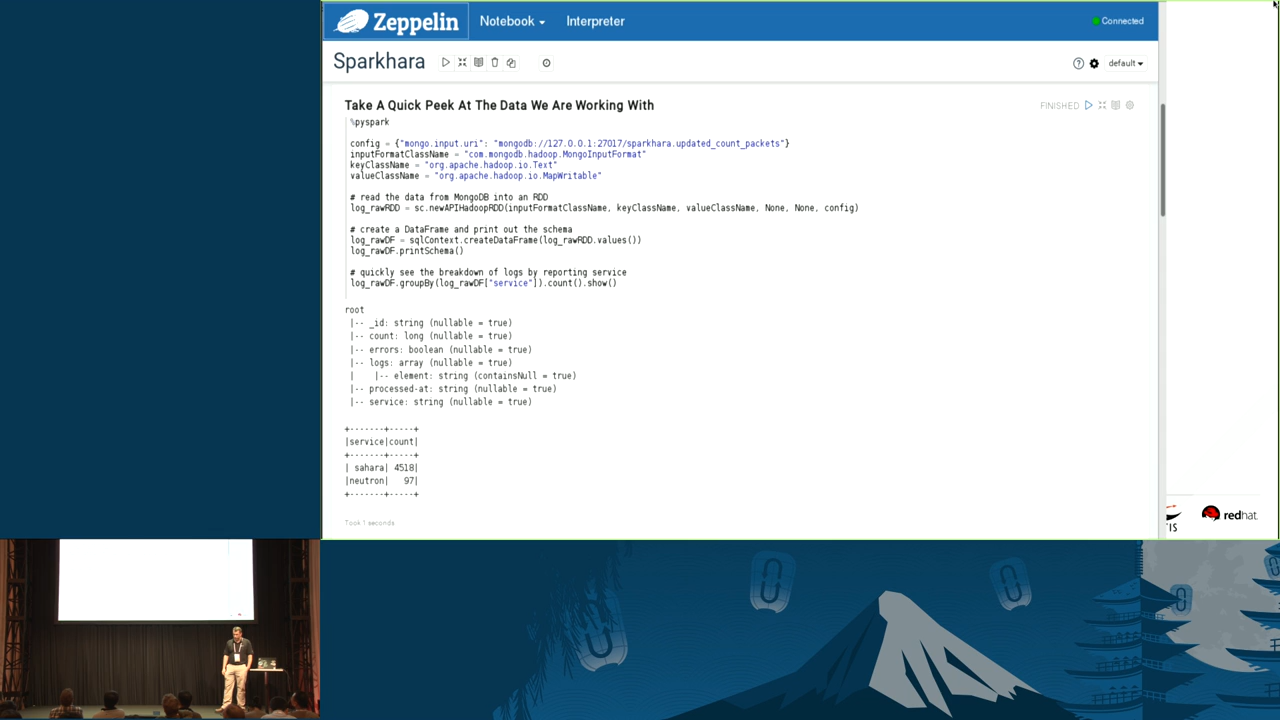 Zeppelin
Notebook
Interpreter
Connected
Sparkhara
default
Take A Quick Peek At The Data We Are Working With
FINISHED
%pyspark
config = {"mongo.input.uri": "mongodb://127.0.0.1:27017/sparkhara.updated_count_packets"}
inputFormatClassName = "com.mongodb.hadoop.MongoInputFormat"
keyClassName = "org.apache.hadoop.io.Text"
valueClassName = "org.apache.hadoop.io.MapWritable"
# read the data from MongoDB into an RDD
log_rawRDD = sc.newAPIHadoopRDD(inputFormatClassName, keyClassName, valueClassName, None, None, config)
# create a DataFrame and print out the schema
log_rawDF = sqlContext.createDataFrame(log_rawRDD.values())
log_rawDF.printSchema()
# quickly see the breakdown of logs by reporting service
log_rawDF.groupBy(log_rawDF["service"]).count().show()
root
|-- _id: string (nullable = true)
|-- count: long (nullable = true)
|-- errors: boolean (nullable = true)
|-- logs: array (nullable = true)
| |-- element: string (containsNull = true)
|-- processed-at: string (nullable = true)
|-- service: string (nullable = true)
+-------+-----+
|service|count|
+-------+-----+
| sahara| 4518|
|neutron| 97|
+-------+-----+
Took 1 seconds
TIS
redhat.